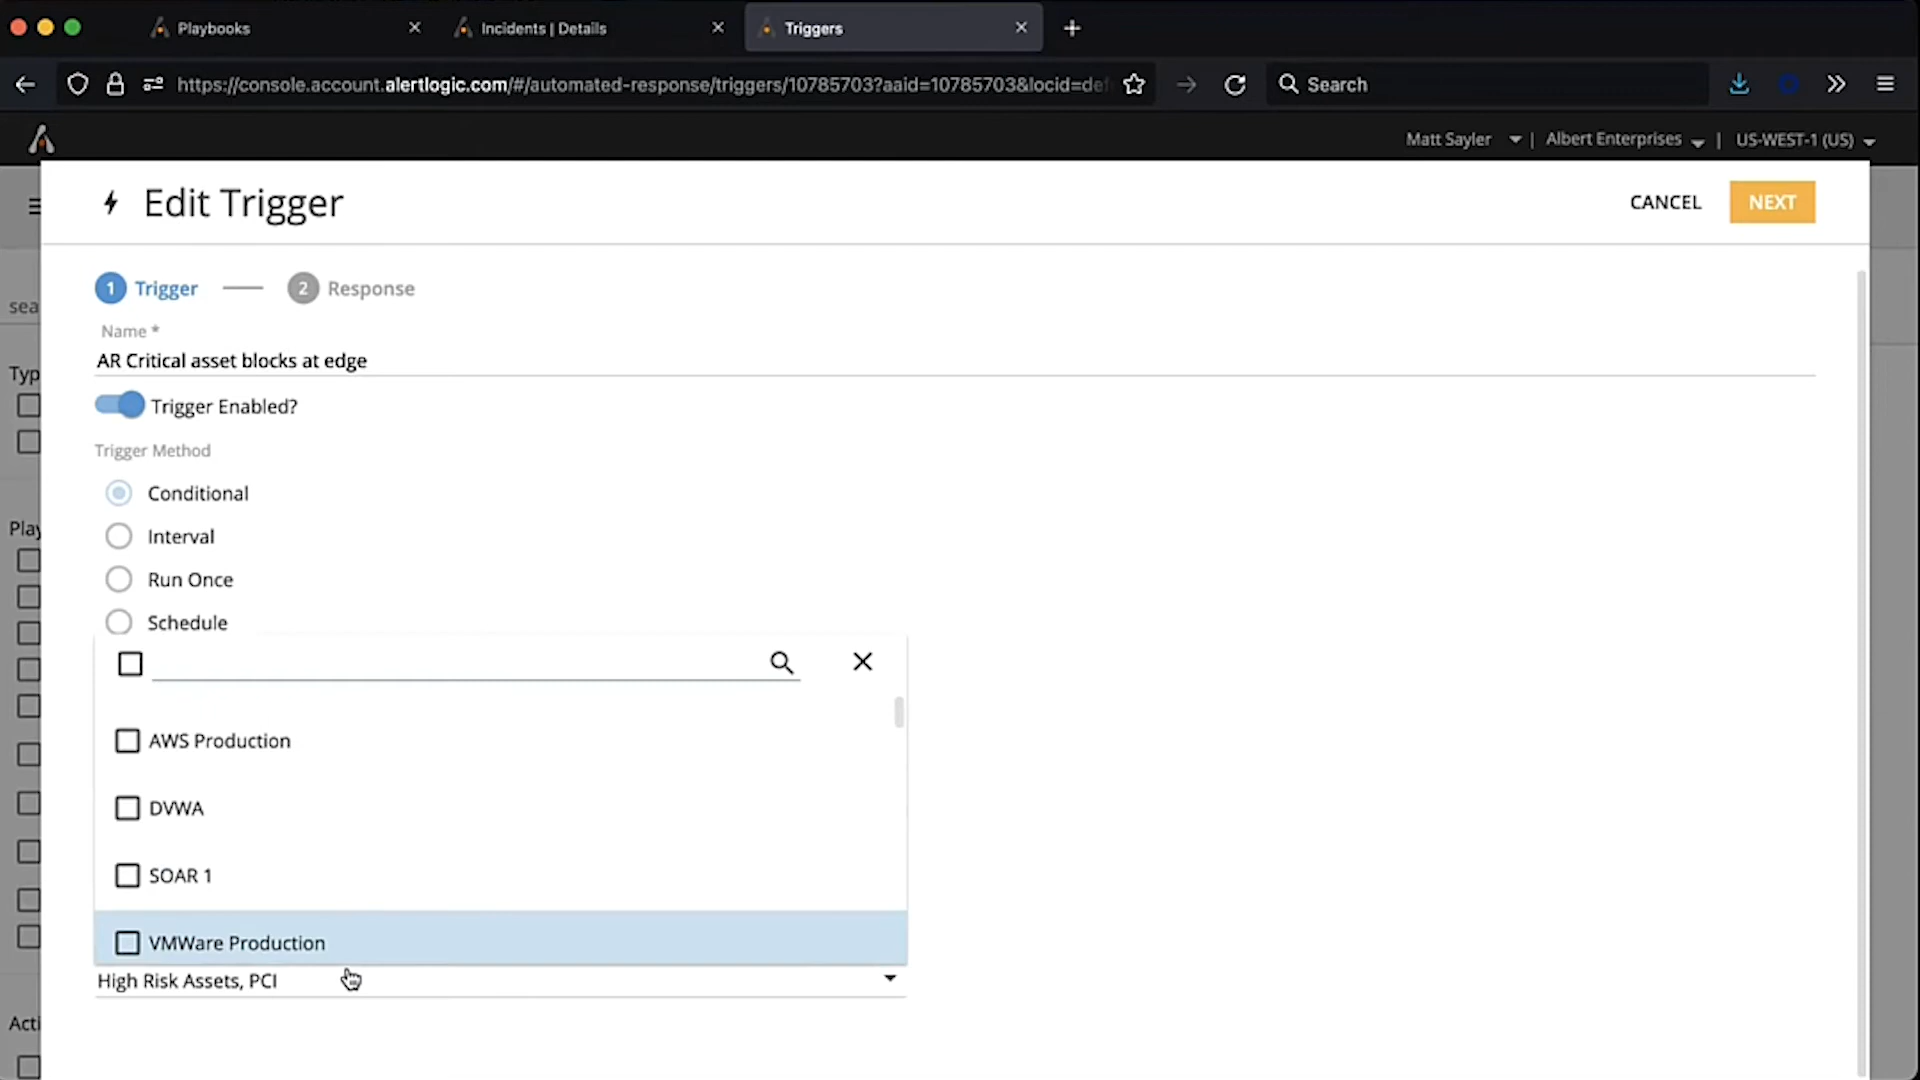 Playbooks
Incidents | Details
Triggers
https://console.account.alertlogic.com/#/automated-response/triggers/10785703?aaid=10785703&locid=def
Search
Matt Sayler | Albert Enterprises | US-WEST-1 (US)
Edit Trigger
CANCEL
NEXT
1 Trigger
2 Response
sea
Name *
AR Critical asset blocks at edge
Typ
Trigger Enabled?
Trigger Method
Conditional
Play
Interval
Run Once
Schedule
AWS Production
DVWA
SOAR 1
VMWare Production
High Risk Assets, PCI
Acti